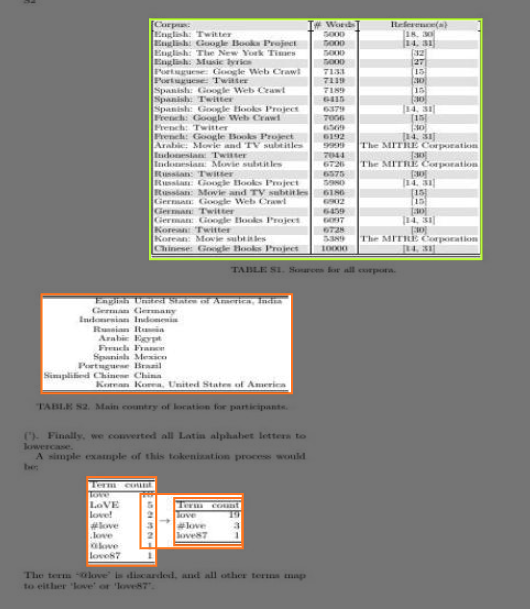 S2
Corpus: # Words Reference(s)
English: Twitter 5000 [18, 30]
English: Google Books Project 5000 [14, 31]
English: The New York Times 5000 [32]
English: Music lyrics 5000 [27]
Portuguese: Google Web Crawl 7133 [15]
Portuguese: Twitter 7119 [30]
Spanish: Google Web Crawl 7189 [15]
Spanish: Twitter 6415 [30]
Spanish: Google Books Project 6379 [14, 31]
French: Google Web Crawl 7056 [15]
French: Twitter 6569 [30]
French: Google Books Project 6192 [14, 31]
Arabic: Movie and TV subtitles 9999 The MITRE Corporation
Indonesian: Twitter 7044 [30]
Indonesian: Movie subtitles 6726 The MITRE Corporation
Russian: Twitter 6575 [30]
Russian: Google Books Project 5980 [14, 31]
Russian: Movie and TV subtitles 6186 [15]
German: Google Web Crawl 6902 [15]
German: Twitter 6459 [30]
German: Google Books Project 6097 [14, 31]
Korean: Twitter 6728 [30]
Korean: Movie subtitles 5389 The MITRE Corporation
Chinese: Google Books Project 10000 [14, 31]
TABLE S1. Sources for all corpora.
English United States of America, India
German Germany
Indonesian Indonesia
Russian Russia
Arabic Egypt
French France
Spanish Mexico
Portuguese Brazil
Simplified Chinese China
Korean Korea, United States of America
TABLE S2. Main country of location for participants.
('). Finally, we converted all Latin alphabet letters to
lowercase.
A simple example of this tokenization process would
be:
Term count
love 10
LoVE 5
love! 2
#love 3
.love 2
@love 1
love87 1
→
Term count
love 19
#love 3
love87 1
The term '@love' is discarded, and all other terms map
to either 'love' or 'love87'.